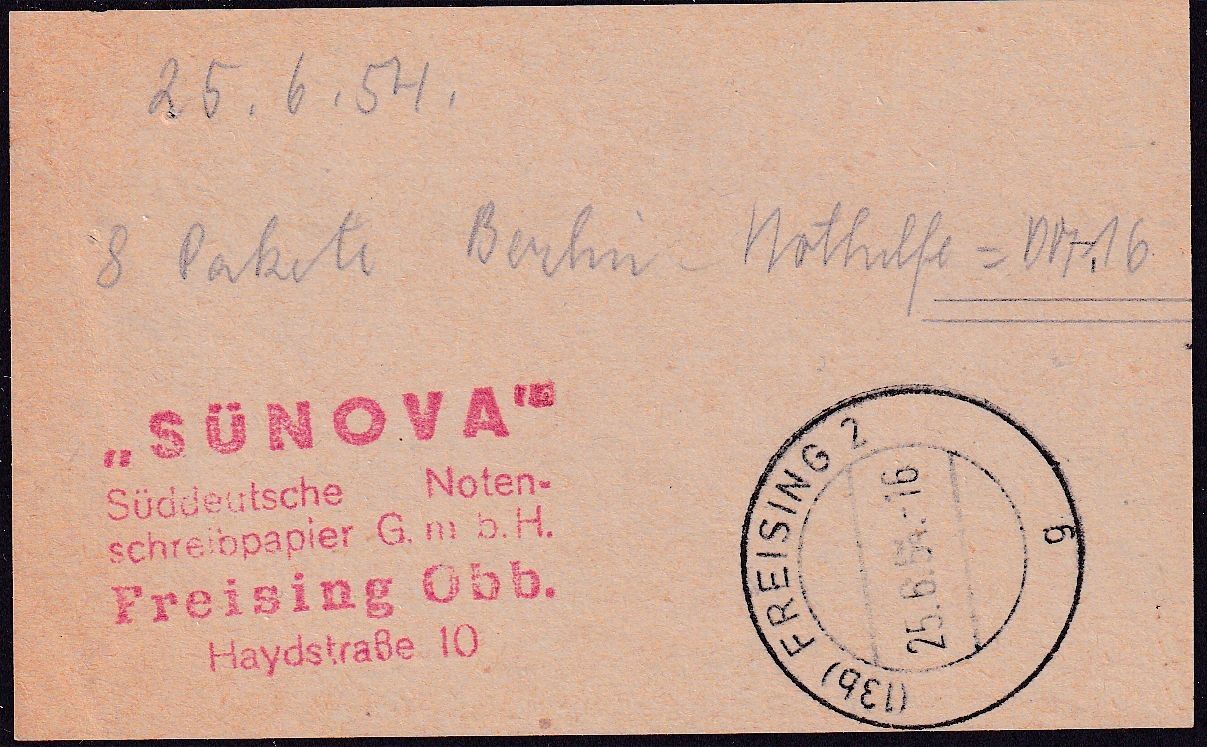 25.6.54.
8 Pakete Berlin - Nothilfe = DM -.16
„SÜNOVA"
Süddeutsche Noten-
schreibpapier G. m b. H.
Freising Obb.
Haydstraße 10
(13b) FREISING 2
25.6.54.-16
g